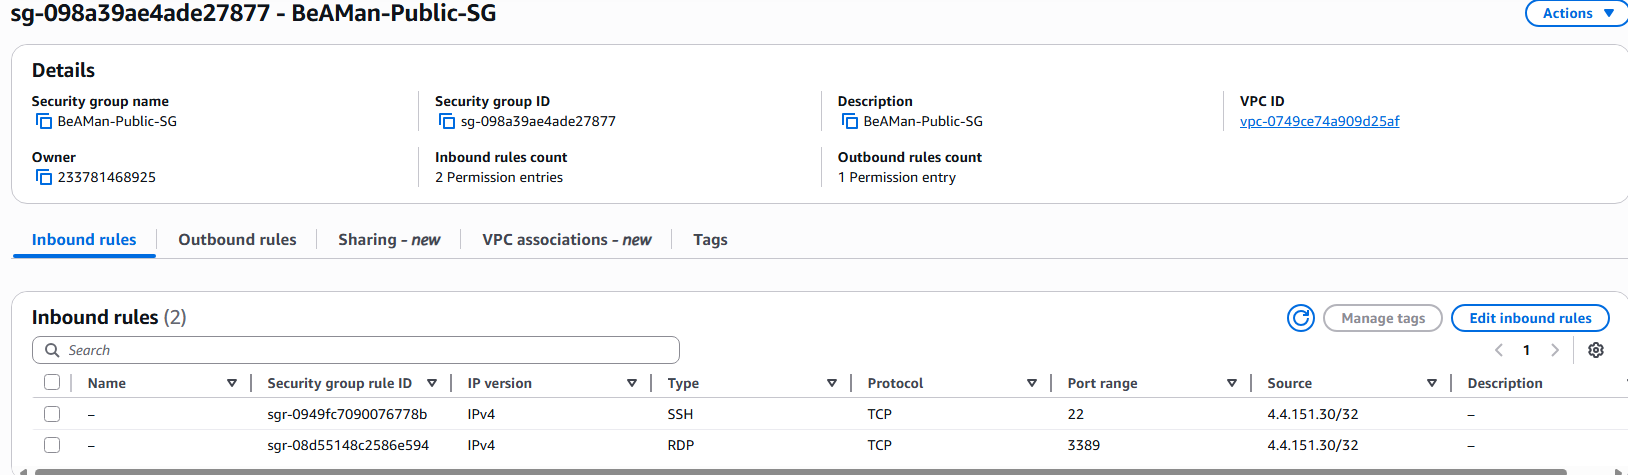 sg-098a39ae4ade27877 - BeAMan-Public-SG
Actions
Details
Security group name
BeAMan-Public-SG
Security group ID
sg-098a39ae4ade27877
Description
BeAMan-Public-SG
VPC ID
vpc-0749ce74a909d25af
Owner
233781468925
Inbound rules count
2 Permission entries
Outbound rules count
1 Permission entry
Inbound rules Outbound rules Sharing - new VPC associations - new Tags
Inbound rules (2)
Manage tags
Edit inbound rules
Search
1
Name Security group rule ID IP version Type Protocol Port range Source Description
– sgr-0949fc7090076778b IPv4 SSH TCP 22 4.4.151.30/32 –
– sgr-08d55148c2586e594 IPv4 RDP TCP 3389 4.4.151.30/32 –